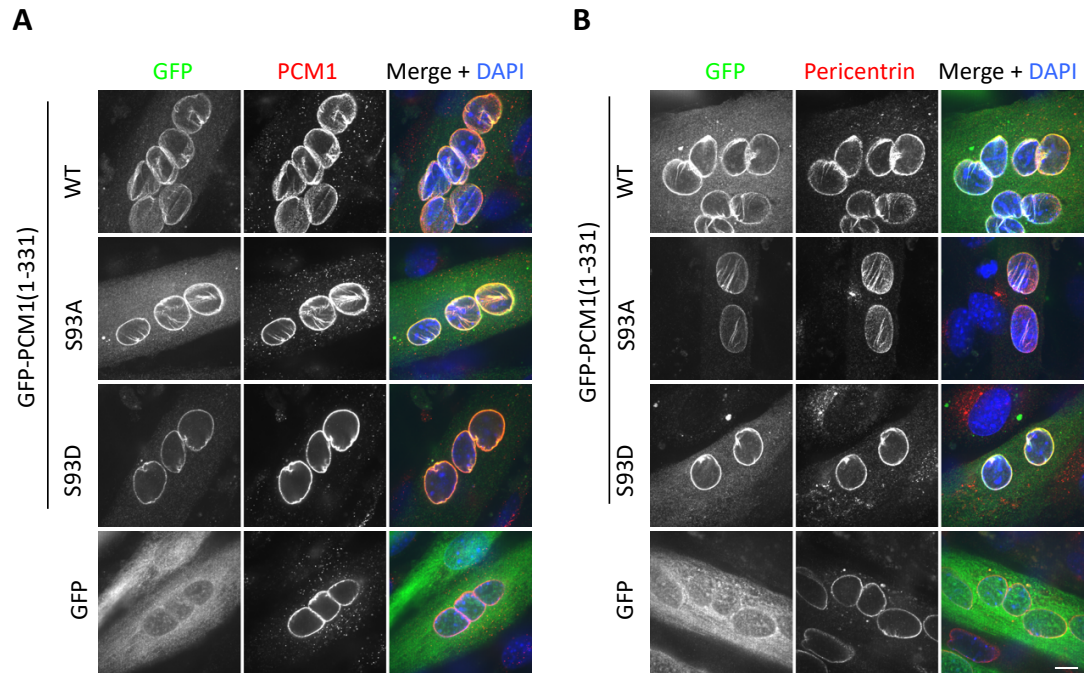 A
B
GFP PCM1 Merge + DAPI
GFP Pericentrin Merge + DAPI
GFP-PCM1(1-331)
WT
S93A
S93D
GFP
GFP-PCM1(1-331)
WT
S93A
S93D
GFP